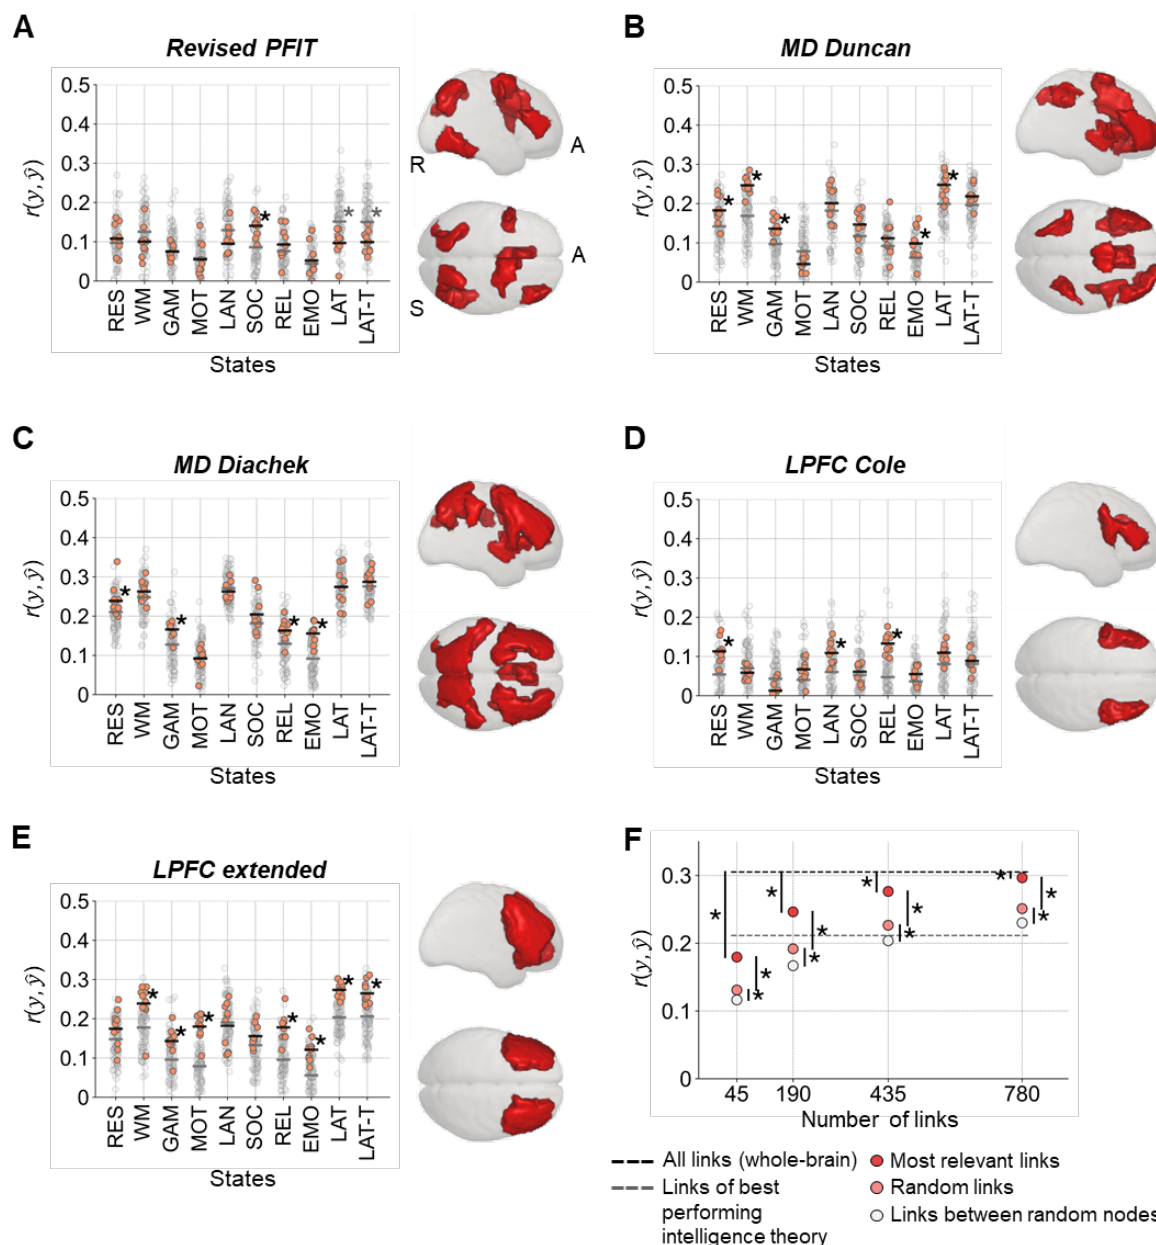 A
Revised PFIT
r(y, ŷ)
0.5
0.4
0.3
0.2
0.1
0
RES
WM
GAM
MOT
LAN
SOC
REL
EMO
LAT
LAT-T
States
*
*
*
R
A
A
S
B
MD Duncan
r(y, ŷ)
0.5
0.4
0.3
0.2
0.1
0
RES
WM
GAM
MOT
LAN
SOC
REL
EMO
LAT
LAT-T
States
*
*
*
*
*
C
MD Diachek
r(y, ŷ)
0.5
0.4
0.3
0.2
0.1
0
RES
WM
GAM
MOT
LAN
SOC
REL
EMO
LAT
LAT-T
States
*
*
*
*
D
LPFC Cole
r(y, ŷ)
0.5
0.4
0.3
0.2
0.1
0
RES
WM
GAM
MOT
LAN
SOC
REL
EMO
LAT
LAT-T
States
*
*
*
E
LPFC extended
r(y, ŷ)
0.5
0.4
0.3
0.2
0.1
0
RES
WM
GAM
MOT
LAN
SOC
REL
EMO
LAT
LAT-T
States
*
*
*
*
*
*
*
F
r(y, ŷ)
0.3
0.2
0.1
0
45 190 435 780
Number of links
*
*
*
*
*
*
*
*
*
*
*
*
All links (whole-brain)
Links of best
performing
intelligence theory
Most relevant links
Random links
Links between random nodes